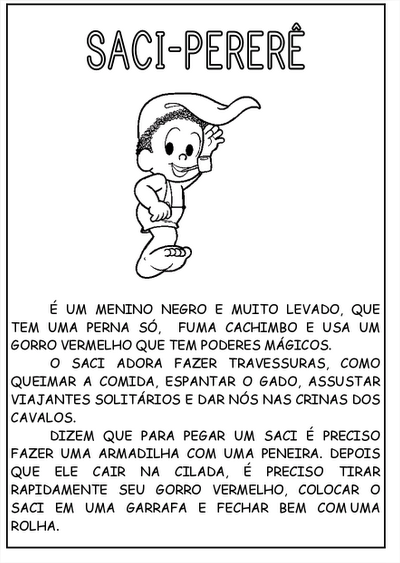 SACI-PERERÊ
É UM MENINO NEGRO E MUITO LEVADO, QUE
TEM UMA PERNA SÓ, FUMA CACHIMBO E USA UM
GORRO VERMELHO QUE TEM PODERES MÁGICOS.
O SACI ADORA FAZER TRAVESSURAS, COMO
QUEIMAR A COMIDA, ESPANTAR O GADO, ASSUSTAR
VIAJANTES SOLITÁRIOS E DAR NÓS NAS CRINAS DOS
CAVALOS.
DIZEM QUE PARA PEGAR UM SACI É PRECISO
FAZER UMA ARMADILHA COM UMA PENEIRA. DEPOIS
QUE ELE CAIR NA CILADA, É PRECISO TIRAR
RAPIDAMENTE SEU GORRO VERMELHO, COLOCAR O
SACI EM UMA GARRAFA E FECHAR BEM COM UMA
ROLHA.